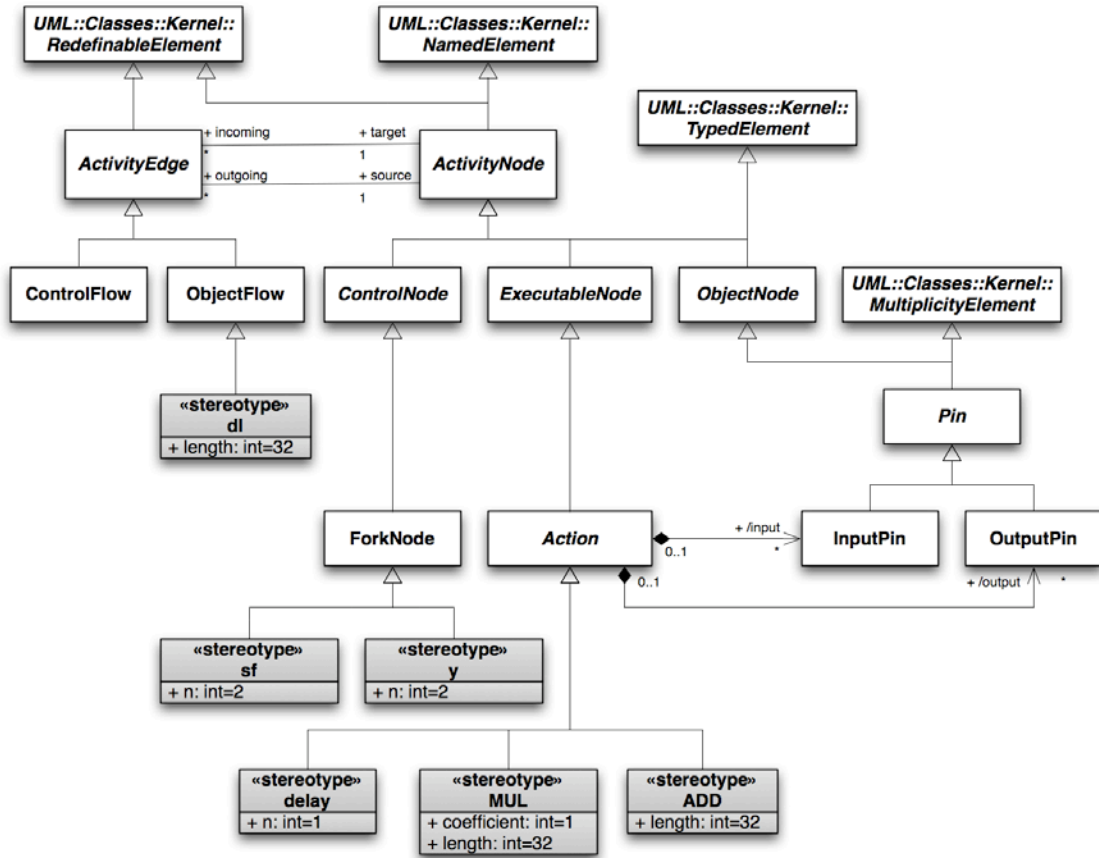 UML::Classes::Kernel::
RedefinableElement
UML::Classes::Kernel::
NamedElement
UML::Classes::Kernel::
TypedElement
ActivityEdge
+ incoming
*
+ target
1
+ outgoing
*
+ source
1
ActivityNode
ControlFlow
ObjectFlow
ControlNode
ExecutableNode
ObjectNode
UML::Classes::Kernel::
MultiplicityElement
«stereotype»
dl
+ length: int=32
Pin
ForkNode
Action
0..1
+ /input
*
InputPin
OutputPin
0..1
+ /output
*
«stereotype»
sf
+ n: int=2
«stereotype»
y
+ n: int=2
«stereotype»
delay
+ n: int=1
«stereotype»
MUL
+ coefficient: int=1
+ length: int=32
«stereotype»
ADD
+ length: int=32